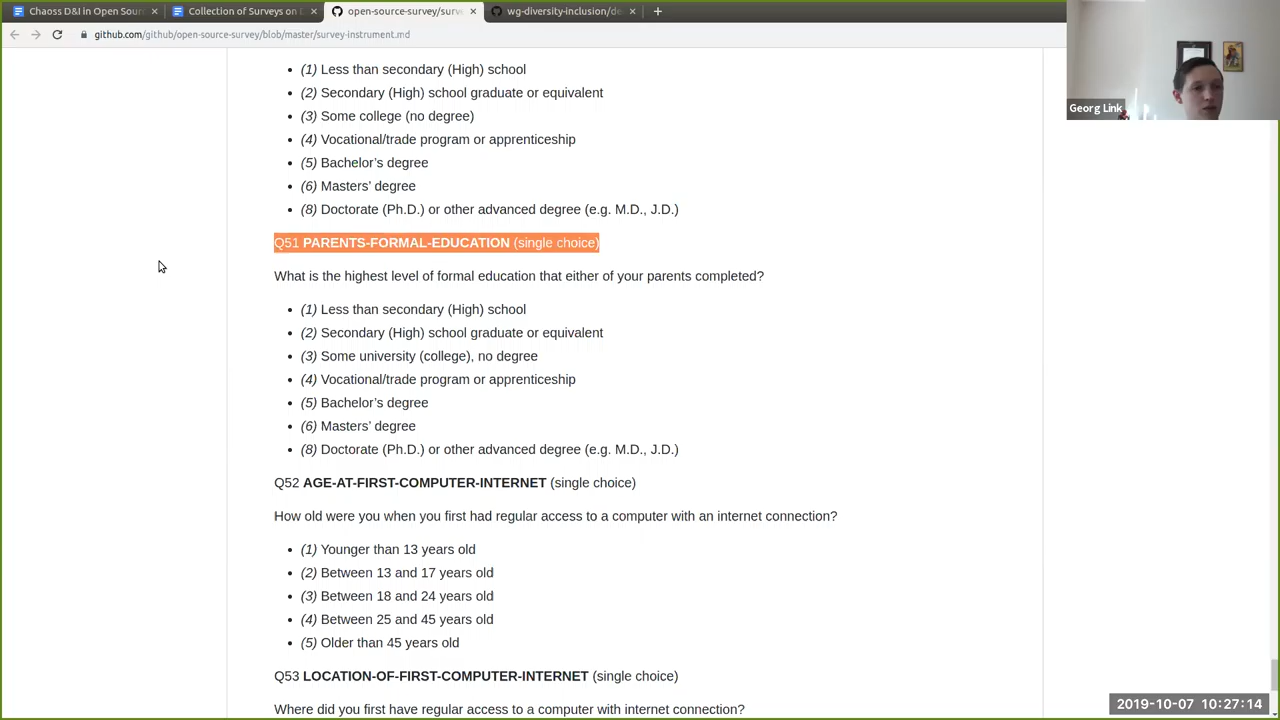 Chaoss D&I in Open Sour
Collection of Surveys on D
open-source-survey/surv
wg-diversity-inclusion/de
github.com/github/open-source-survey/blob/master/survey-instrument.md
Georg Link
(1) Less than secondary (High) school
(2) Secondary (High) school graduate or equivalent
(3) Some college (no degree)
(4) Vocational/trade program or apprenticeship
(5) Bachelor’s degree
(6) Masters’ degree
(8) Doctorate (Ph.D.) or other advanced degree (e.g. M.D., J.D.)
Q51 PARENTS-FORMAL-EDUCATION (single choice)
What is the highest level of formal education that either of your parents completed?
(1) Less than secondary (High) school
(2) Secondary (High) school graduate or equivalent
(3) Some university (college), no degree
(4) Vocational/trade program or apprenticeship
(5) Bachelor’s degree
(6) Masters’ degree
(8) Doctorate (Ph.D.) or other advanced degree (e.g. M.D., J.D.)
Q52 AGE-AT-FIRST-COMPUTER-INTERNET (single choice)
How old were you when you first had regular access to a computer with an internet connection?
(1) Younger than 13 years old
(2) Between 13 and 17 years old
(3) Between 18 and 24 years old
(4) Between 25 and 45 years old
(5) Older than 45 years old
Q53 LOCATION-OF-FIRST-COMPUTER-INTERNET (single choice)
Where did you first have regular access to a computer with internet connection?
2019-10-07 10:27:14